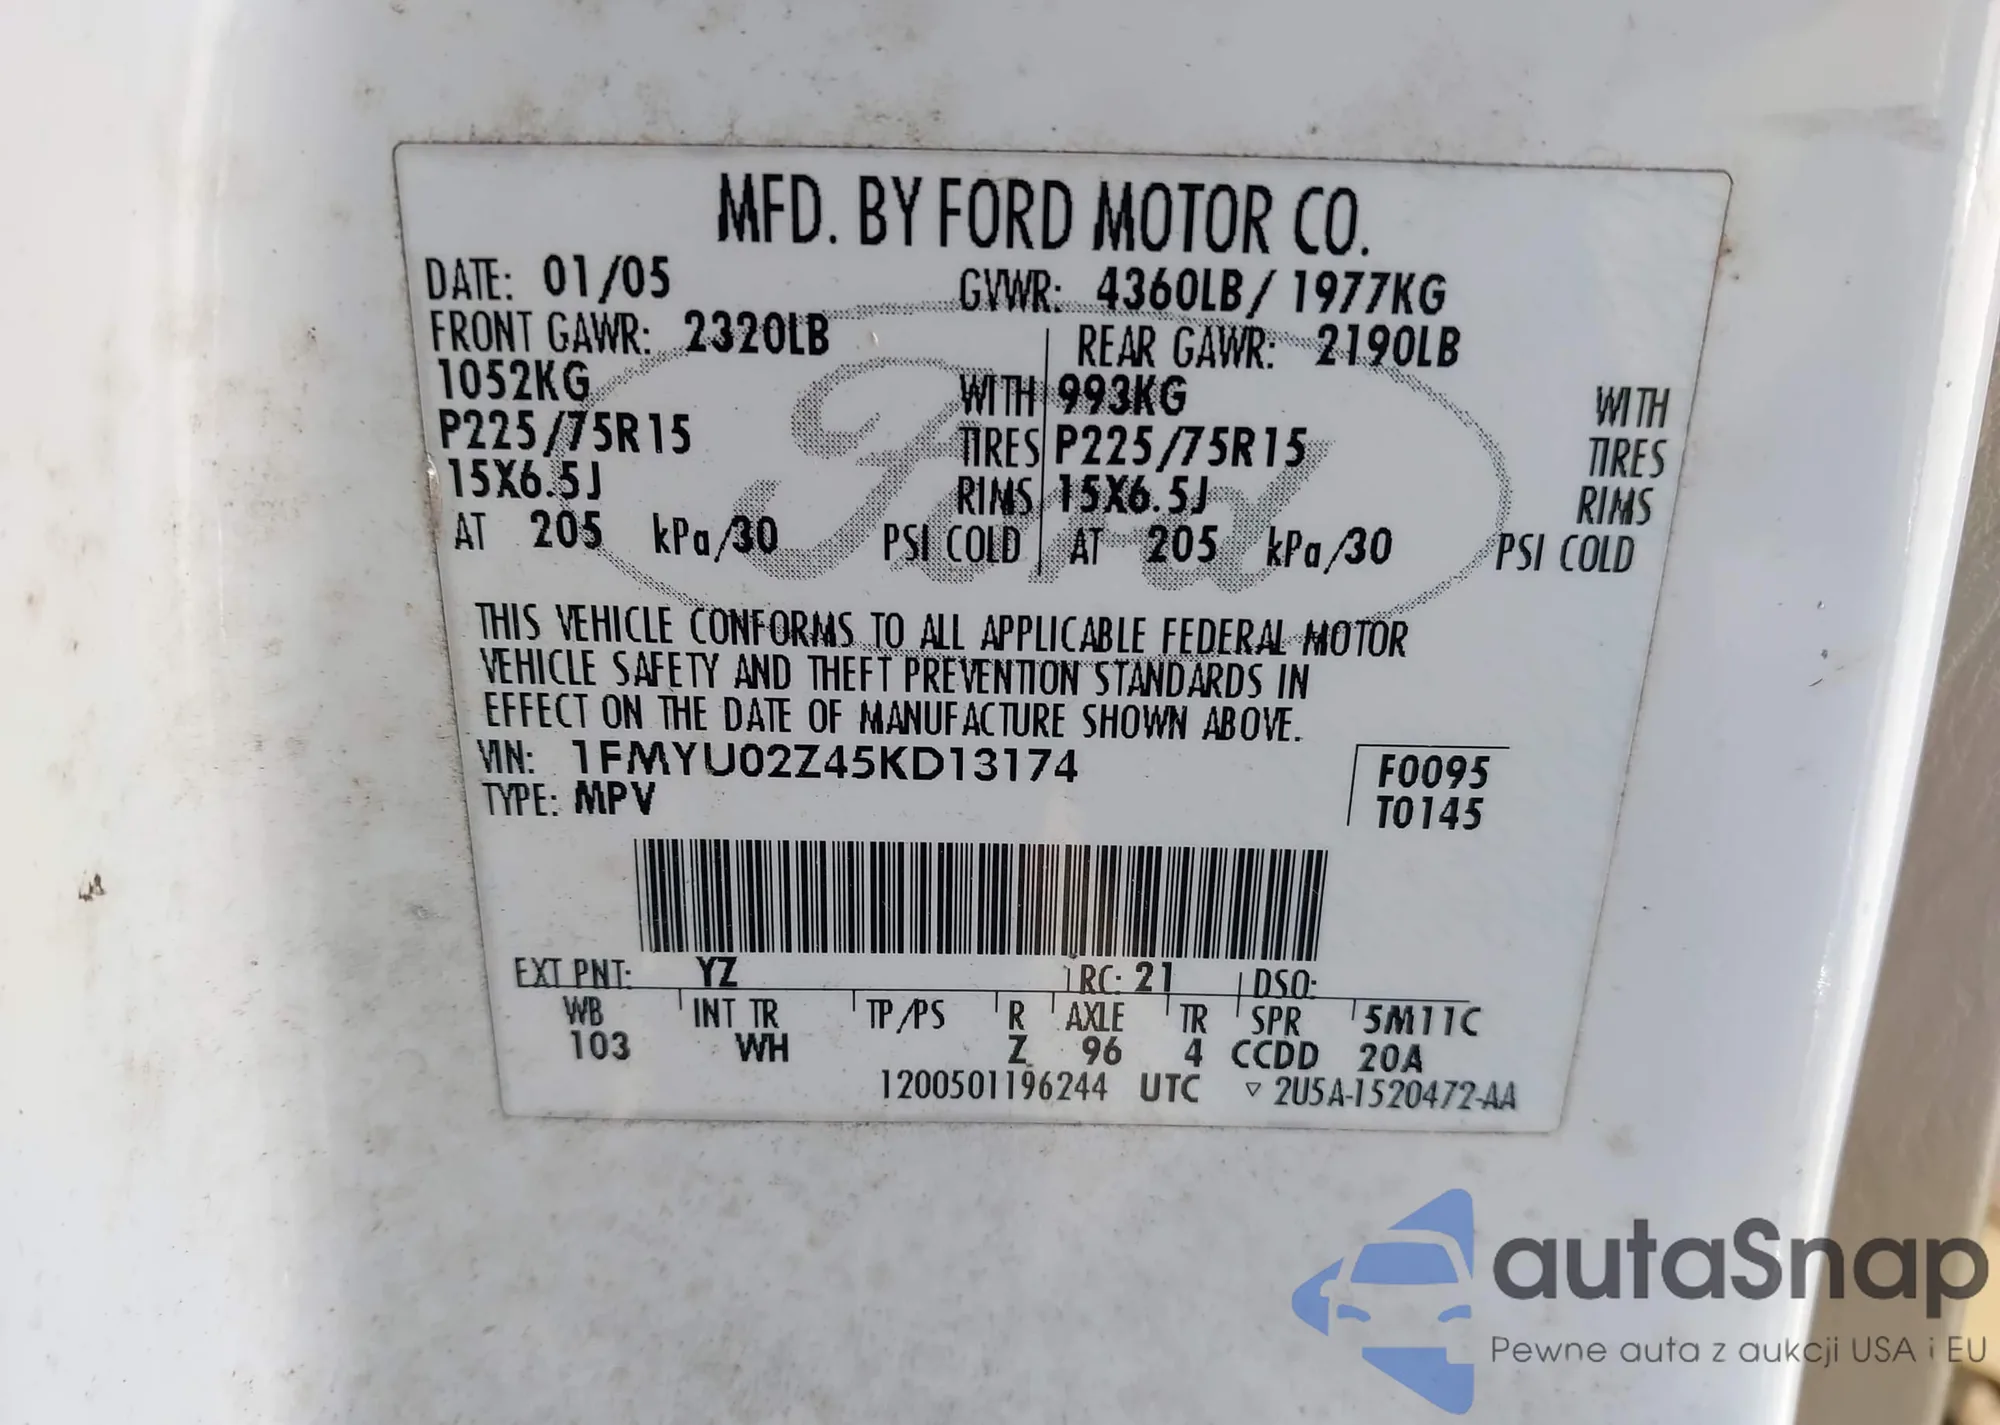 MFD. BY FORD MOTOR CO.
DATE: 01/05 GVWR: 4360LB/ 1977KG
FRONT GAWR: 2320LB REAR GAWR: 2190LB
1052KG WITH 993KG WITH
P225/75R15 TIRES P225/75R15 TIRES
15X6.5J RIMS 15X6.5J RIMS
AT 205 kPa/30 PSI COLD AT 205 kPa/30 PSI COLD
Ford
THIS VEHICLE CONFORMS TO ALL APPLICABLE FEDERAL MOTOR
VEHICLE SAFETY AND THEFT PREVENTION STANDARDS IN
EFFECT ON THE DATE OF MANUFACTURE SHOWN ABOVE.
VIN: 1FMYU02Z45KD13174 F0095
TYPE: MPV T0145
EXT PNT: YZ RC: 21 DSO:
WB INT TR TP/PS R AXLE TR SPR 5M11C
103 WH Z 96 4 CCDD 20A
1200501196244 UTC ▽ 2U5A-1520472-AA
autaSnap
Pewne auta z aukcji USA i EU